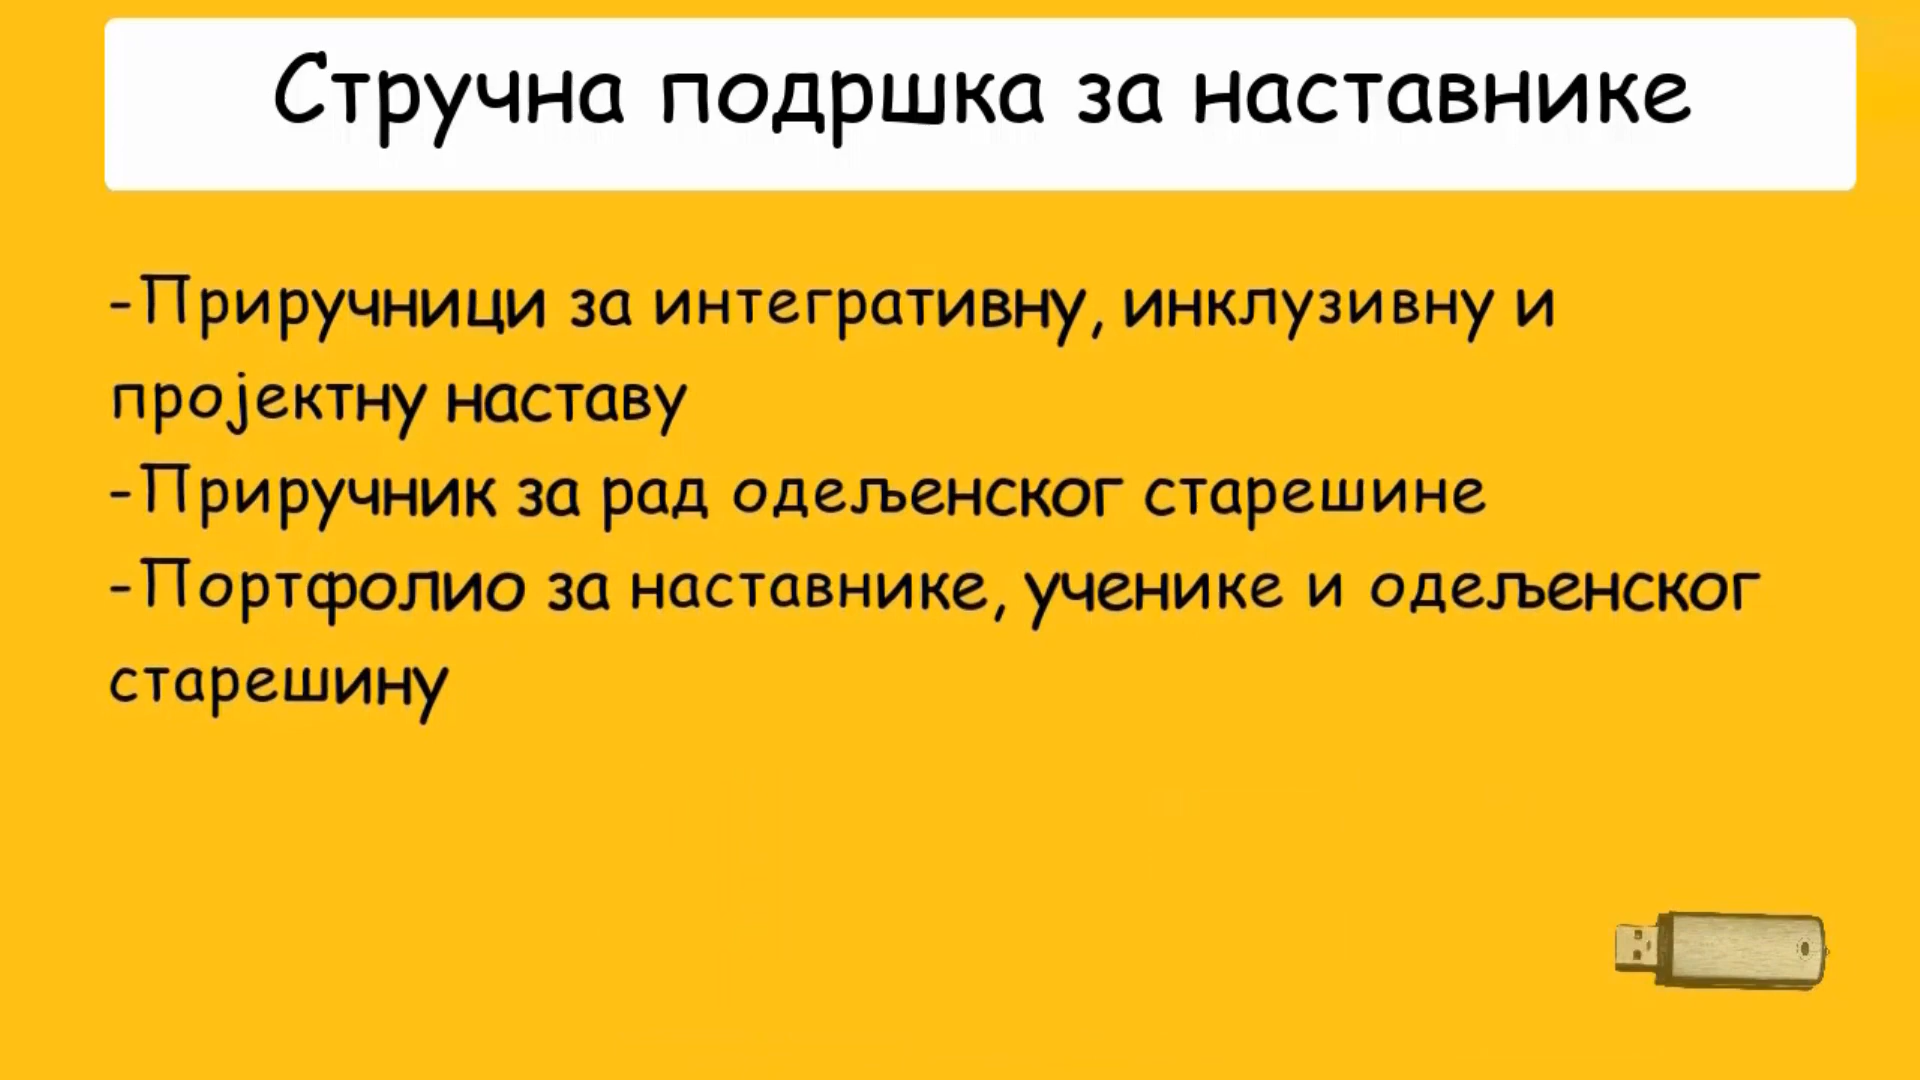 Стручна подршка за наставнике
-Приручници за интегративну, инклузивну и
пројектну наставу
-Приручник за рад одељенског старешине
-Портфолио за наставнике, ученике и одељенског
старешину